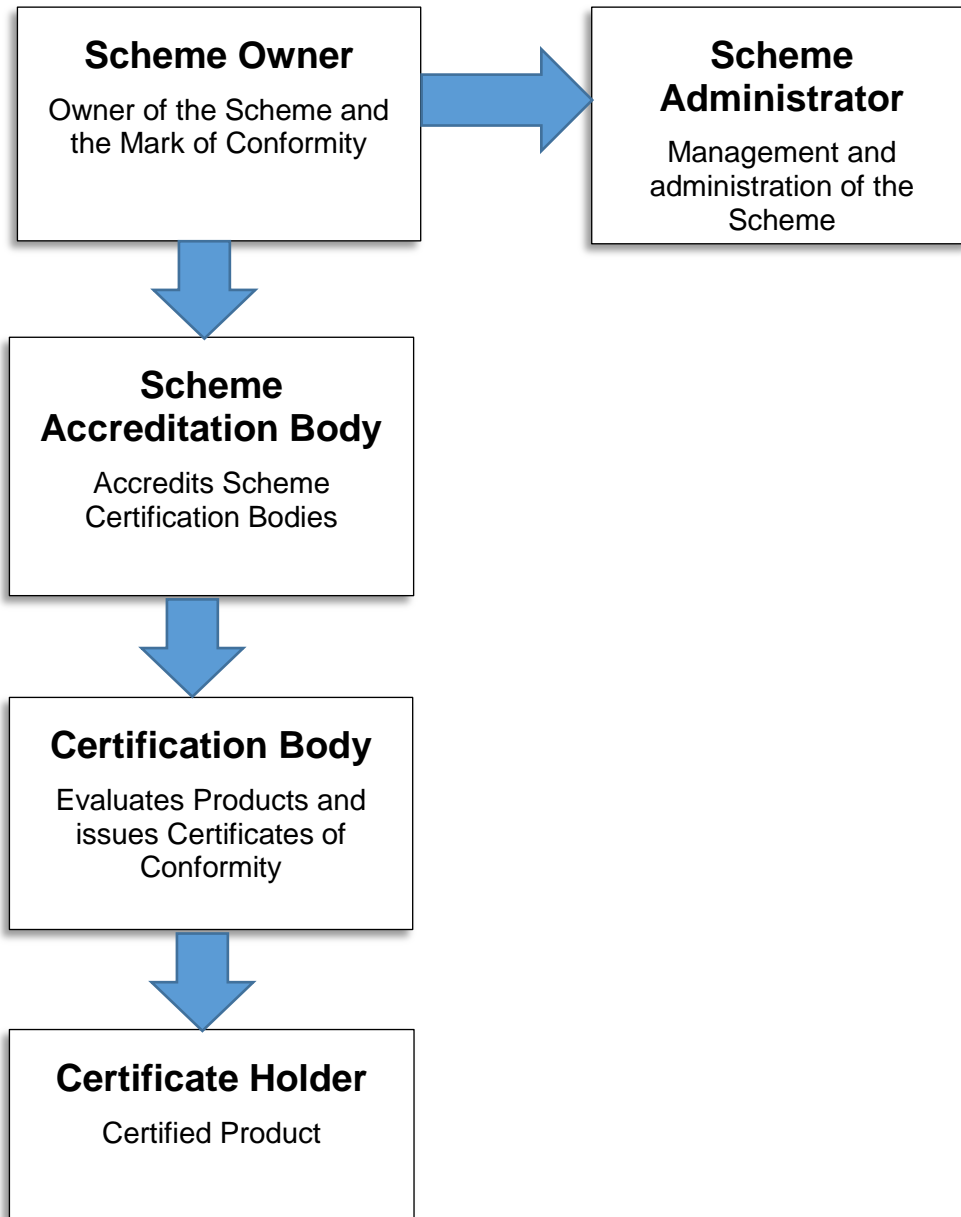 Scheme Owner
Owner of the Scheme and
the Mark of Conformity
Scheme
Administrator
Management and
administration of the
Scheme
Scheme
Accreditation Body
Accredits Scheme
Certification Bodies
Certification Body
Evaluates Products and
issues Certificates of
Conformity
Certificate Holder
Certified Product